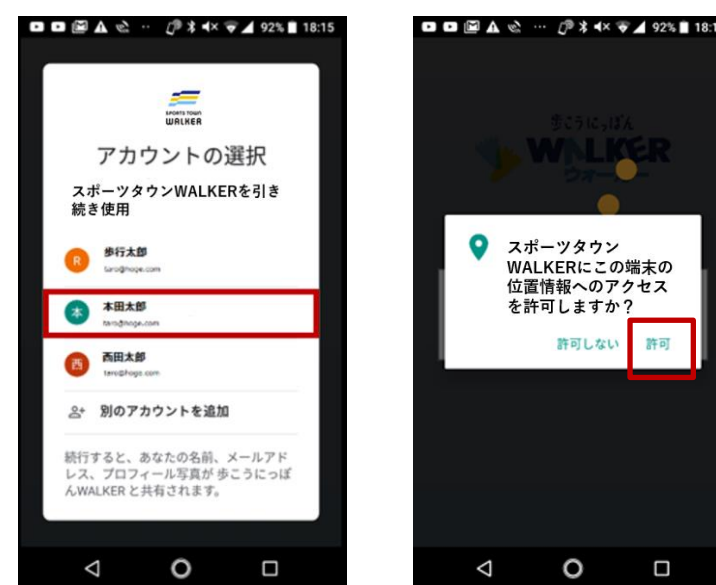 92% 18:15
SPORTS TOWN
WALKER
アカウントの選択
スポーツタウンWALKERを引き
続き使用
R
歩行太郎
taro@hoge.com
本
本田太郎
taro@hoge.com
西
西田太郎
taro@hoge.com
別のアカウントを追加
続行すると、あなたの名前、メールアド
レス、プロフィール写真が 歩こうにっぽ
んWALKER と共有されます。
92% 18:1
歩こうにっぽん
WALKER
ウォーカー
スポーツタウン
WALKERにこの端末の
位置情報へのアクセス
を許可しますか？
許可しない 許可